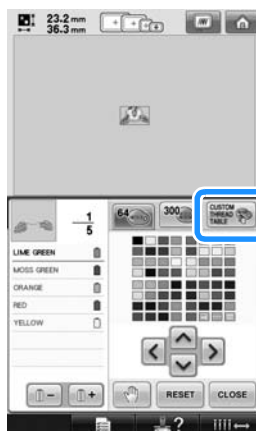 23.2 mm
36.3 mm
1
5
64
300
CUSTOM
THREAD
TABLE
LIME GREEN
MOSS GREEN
ORANGE
RED
YELLOW
-
+
RESET
CLOSE
?